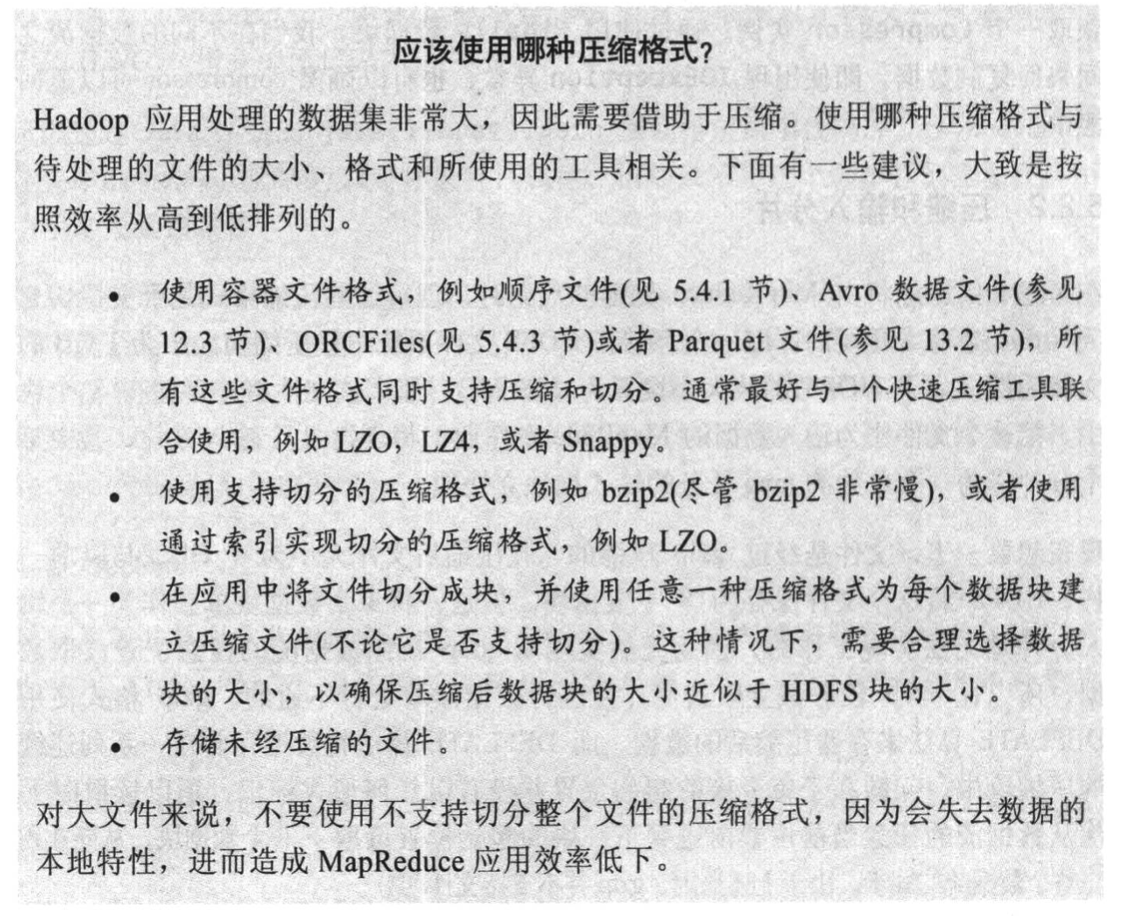 应该使用哪种压缩格式?
Hadoop 应用处理的数据集非常大，因此需要借助于压缩。使用哪种压缩格式与
待处理的文件的大小、格式和所使用的工具相关。下面有一些建议，大致是按
照效率从高到低排列的。
• 使用容器文件格式，例如顺序文件(见 5.4.1 节)、Avro 数据文件(参见
12.3 节)、ORCFiles(见 5.4.3 节)或者 Parquet 文件(参见 13.2 节)，所
有这些文件格式同时支持压缩和切分。通常最好与一个快速压缩工具联
合使用，例如 LZO，LZ4，或者 Snappy。
• 使用支持切分的压缩格式，例如 bzip2(尽管 bzip2 非常慢)，或者使用
通过索引实现切分的压缩格式，例如 LZO。
• 在应用中将文件切分成块，并使用任意一种压缩格式为每个数据块建
立压缩文件(不论它是否支持切分)。这种情况下，需要合理选择数据
块的大小，以确保压缩后数据块的大小近似于 HDFS 块的大小。
• 存储未经压缩的文件。
对大文件来说，不要使用不支持切分整个文件的压缩格式，因为会失去数据的
本地特性，进而造成 MapReduce 应用效率低下。